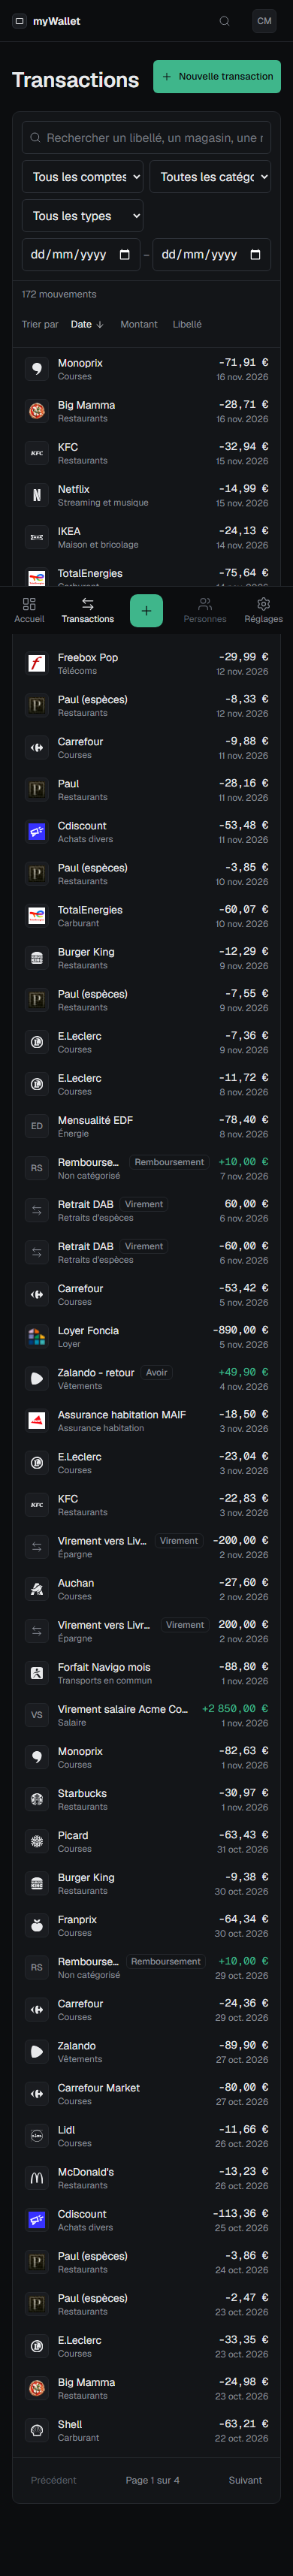 myWallet
CM
Transactions
+ Nouvelle transaction
Rechercher un libellé, un magasin, une r
Tous les comptes
Toutes les catégo
Tous les types
dd/mm/yyyy – dd/mm/yyyy
172 mouvements
Trier par Date ↓ Montant Libellé
Monoprix -71,91 €
Courses 16 nov. 2026
Big Mamma -28,71 €
Restaurants 16 nov. 2026
KFC
KFC -32,94 €
Restaurants 15 nov. 2026
Netflix -14,99 €
Streaming et musique 15 nov. 2026
IKEA -24,13 €
Maison et bricolage 14 nov. 2026
TotalEnergies -75,64 €
Accueil
Transactions
+
Personnes
Réglages
Freebox Pop -29,99 €
Télécoms 12 nov. 2026
Paul (espèces) -8,33 €
Restaurants 12 nov. 2026
Carrefour -9,88 €
Courses 11 nov. 2026
Paul -28,16 €
Restaurants 11 nov. 2026
Cdiscount -53,48 €
Achats divers 11 nov. 2026
Paul (espèces) -3,85 €
Restaurants 10 nov. 2026
TotalEnergies -60,07 €
Carburant 10 nov. 2026
Burger King -12,29 €
Restaurants 9 nov. 2026
Paul (espèces) -7,55 €
Restaurants 9 nov. 2026
E.Leclerc -7,36 €
Courses 9 nov. 2026
E.Leclerc -11,72 €
Courses 8 nov. 2026
ED
Mensualité EDF -78,40 €
Énergie 8 nov. 2026
RS
Rembourse... Remboursement +10,00 €
Non catégorisé 7 nov. 2026
Retrait DAB Virement 60,00 €
Retraits d'espèces 6 nov. 2026
Retrait DAB Virement -60,00 €
Retraits d'espèces 6 nov. 2026
Carrefour -53,42 €
Courses 5 nov. 2026
Loyer Foncia -890,00 €
Loyer 5 nov. 2026
Zalando - retour Avoir +49,90 €
Vêtements 4 nov. 2026
Assurance habitation MAIF -18,50 €
Assurance habitation 3 nov. 2026
E.Leclerc -23,04 €
Courses 3 nov. 2026
KFC
KFC -22,83 €
Restaurants 3 nov. 2026
Virement vers Liv... Virement -200,00 €
Épargne 2 nov. 2026
Auchan -27,60 €
Courses 2 nov. 2026
Virement vers Livr... Virement 200,00 €
Épargne 2 nov. 2026
Forfait Navigo mois -88,80 €
Transports en commun 1 nov. 2026
VS
Virement salaire Acme Co... +2 850,00 €
Salaire 1 nov. 2026
Monoprix -82,63 €
Courses 1 nov. 2026
Starbucks -30,97 €
Restaurants 1 nov. 2026
Picard -63,43 €
Courses 31 oct. 2026
Burger King -9,38 €
Restaurants 30 oct. 2026
Franprix -64,34 €
Courses 30 oct. 2026
RS
Rembourse... Remboursement +10,00 €
Non catégorisé 29 oct. 2026
Carrefour -24,36 €
Courses 29 oct. 2026
Zalando -89,90 €
Vêtements 27 oct. 2026
Carrefour Market -80,00 €
Courses 27 oct. 2026
Lidl -11,66 €
Courses 26 oct. 2026
McDonald's -13,23 €
Restaurants 26 oct. 2026
Cdiscount -113,36 €
Achats divers 25 oct. 2026
Paul (espèces) -3,86 €
Restaurants 24 oct. 2026
Paul (espèces) -2,47 €
Restaurants 23 oct. 2026
E.Leclerc -33,35 €
Courses 23 oct. 2026
Big Mamma -24,98 €
Restaurants 23 oct. 2026
Shell -63,21 €
Carburant 22 oct. 2026
Précédent Page 1 sur 4 Suivant